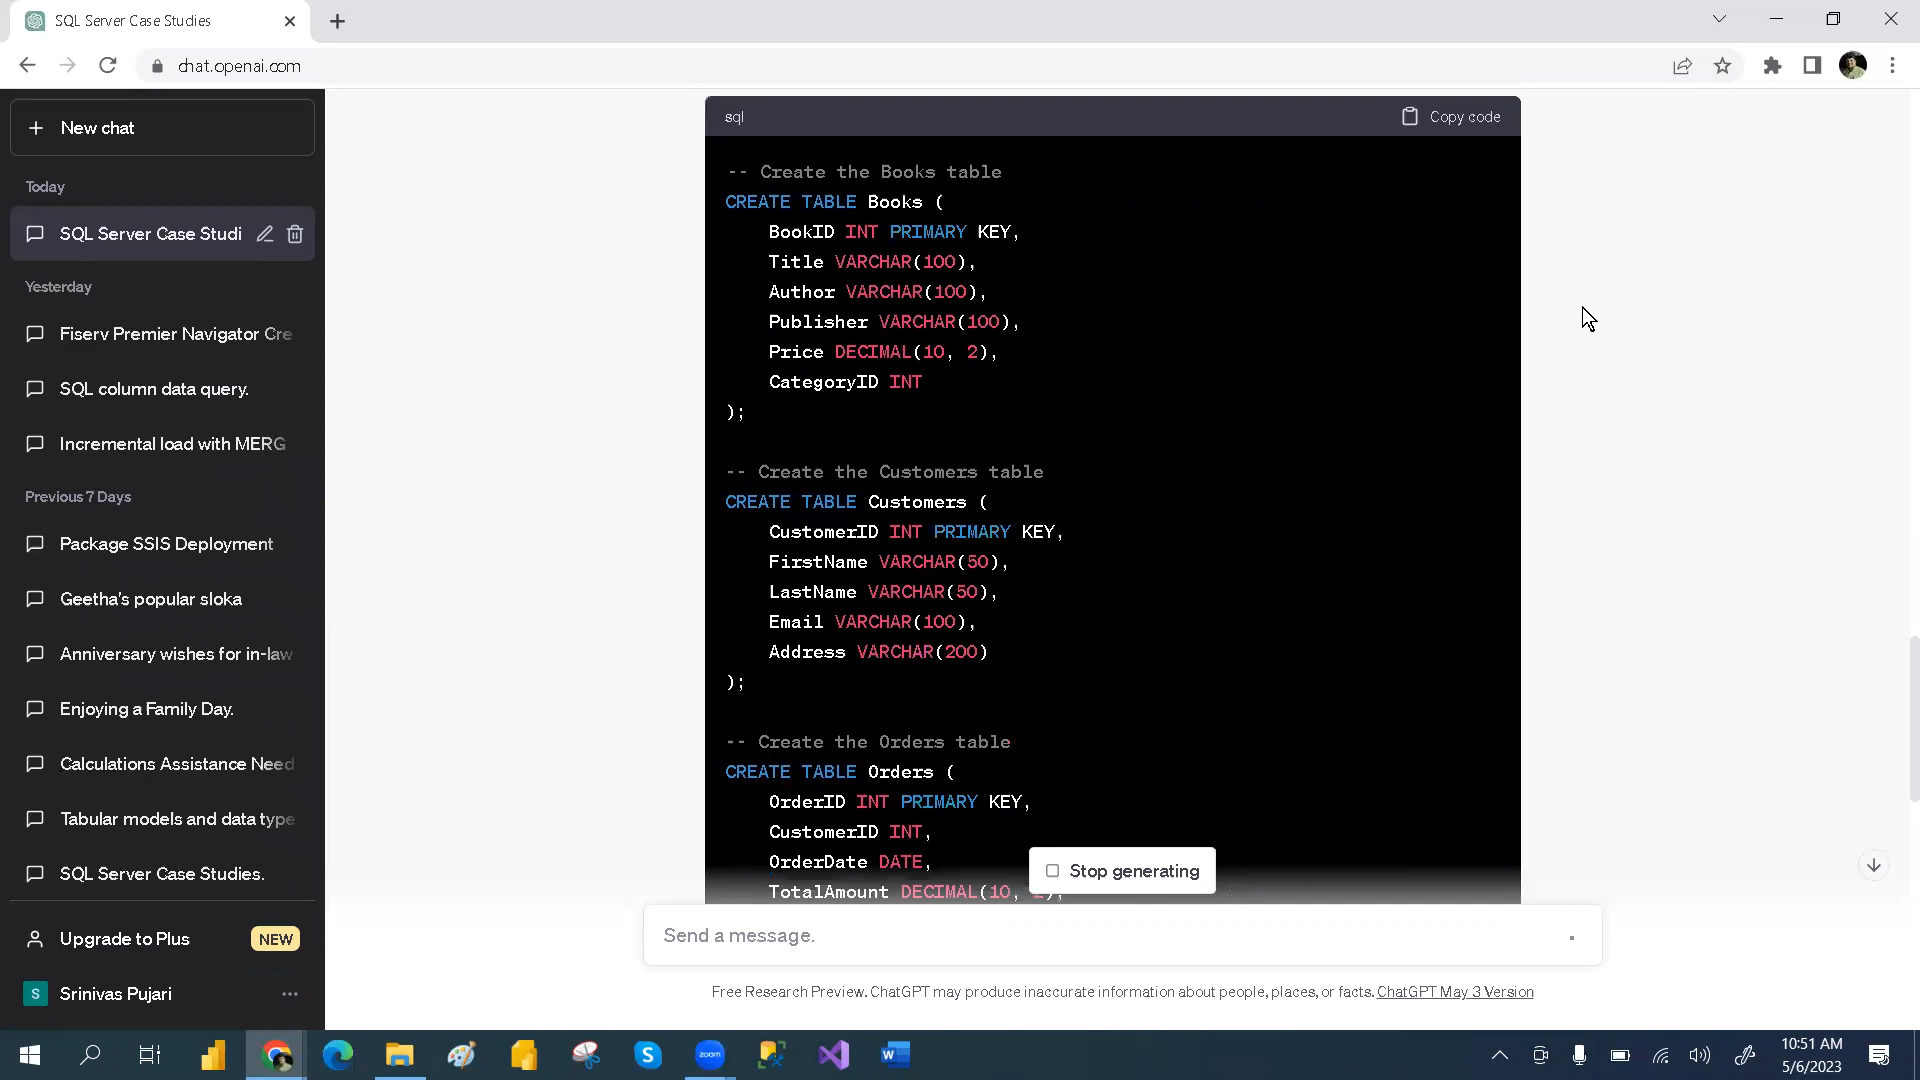 SQL Server Case Studies
chat.openai.com
New chat
Today
SQL Server Case Studi
Yesterday
Fiserv Premier Navigator Cre
SQL column data query.
Incremental load with MERG
Previous 7 Days
Package SSIS Deployment
Geetha's popular sloka
Anniversary wishes for in-law
Enjoying a Family Day.
Calculations Assistance Need
Tabular models and data type
SQL Server Case Studies.
Upgrade to Plus NEW
S Srinivas Pujari
sql Copy code
-- Create the Books table
CREATE TABLE Books (
BookID INT PRIMARY KEY,
Title VARCHAR(100),
Author VARCHAR(100),
Publisher VARCHAR(100),
Price DECIMAL(10, 2),
CategoryID INT
);
-- Create the Customers table
CREATE TABLE Customers (
CustomerID INT PRIMARY KEY,
FirstName VARCHAR(50),
LastName VARCHAR(50),
Email VARCHAR(100),
Address VARCHAR(200)
);
-- Create the Orders table
CREATE TABLE Orders (
OrderID INT PRIMARY KEY,
CustomerID INT,
OrderDate DATE,
TotalAmount DECIMAL(10,
Stop generating
Send a message.
Free Research Preview. ChatGPT may produce inaccurate information about people, places, or facts. ChatGPT May 3 Version
zoom
10:51 AM
5/6/2023